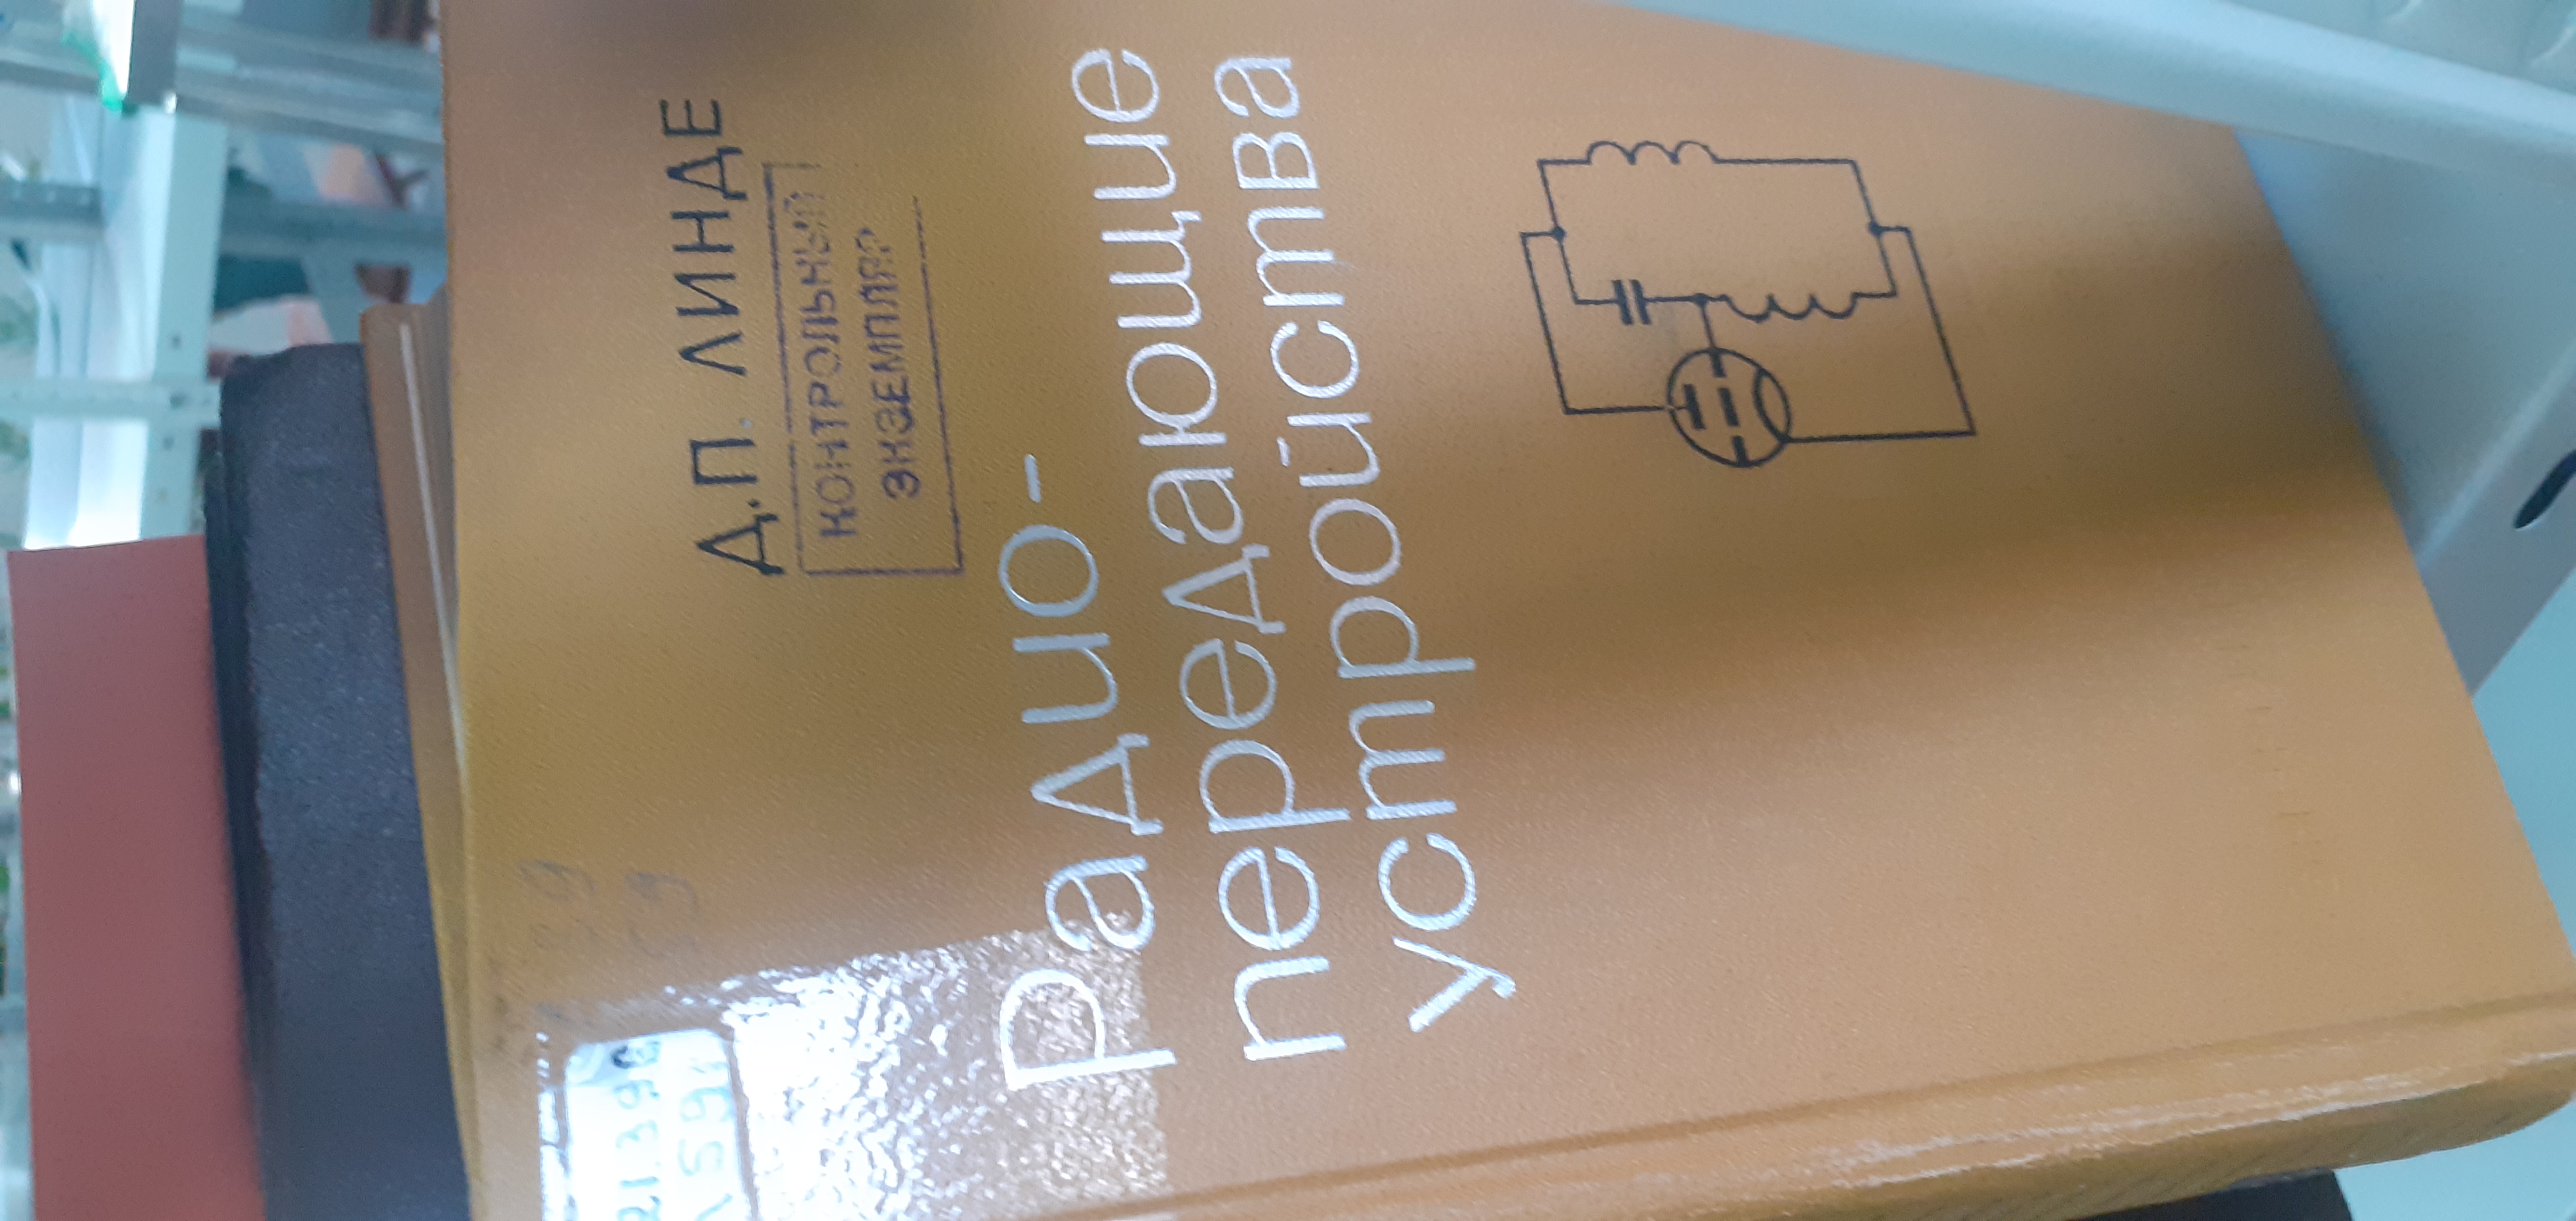 Д.П. ЛИНДЕ
КОНТРОЛЬНЫЙ
ЭКЗЕМПЛЯР
Радио-
передающие
устройства